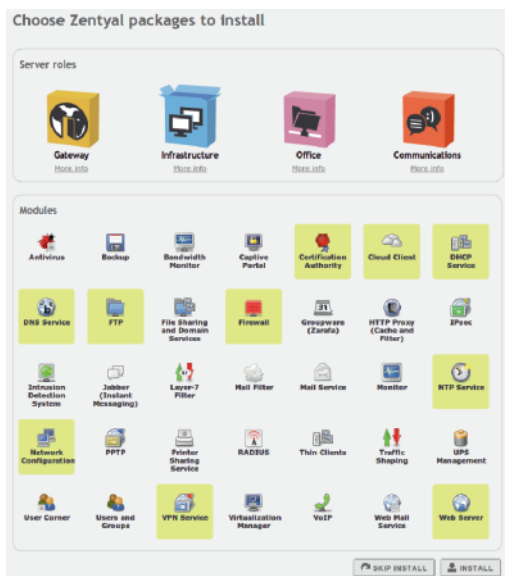 Choose Zentyal packages to install
Server roles
Gateway
Infrastructure
Office
Communications
More info
More info
More info
More info
Modules
Antivirus
Backup
Bandwidth
Monitor
Captive
Portal
Certification
Authority
Cloud Client
DHCP
Service
DNS Service
FTP
File Sharing
and Domain
Services
Firewall
Groupware
(Zarafa)
HTTP Proxy
(Cache and
Filter)
IPsec
Intrusion
Detection
System
Jabber
(Instant
Messaging)
Layer-7
Filter
Mail Filter
Mail Service
Monitor
NTP Service
Network
Configuration
PPTP
Printer
Sharing
Service
RADIUS
Thin Clients
Traffic
Shaping
UPS
Management
User Corner
Users and
Groups
VPN Service
Virtualization
Manager
VoIP
Web Mail
Service
Web Server
SKIP INSTALL
INSTALL